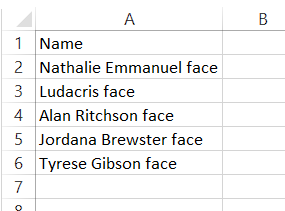 A B
1 Name
2 Nathalie Emmanuel face
3 Ludacris face
4 Alan Ritchson face
5 Jordana Brewster face
6 Tyrese Gibson face
7
8